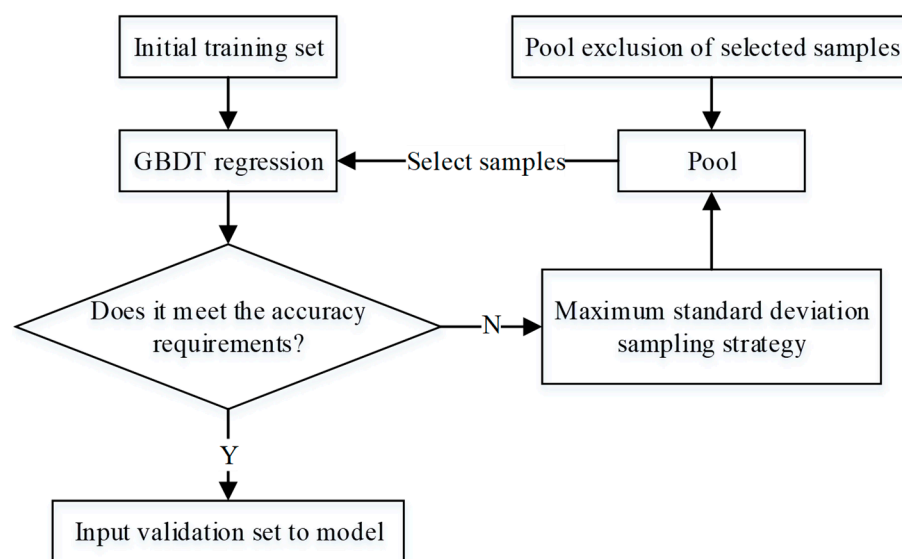 Initial training set
Pool exclusion of selected samples
GBDT regression
Select samples
Pool
Does it meet the accuracy
requirements?
N
Maximum standard deviation
sampling strategy
Y
Input validation set to model